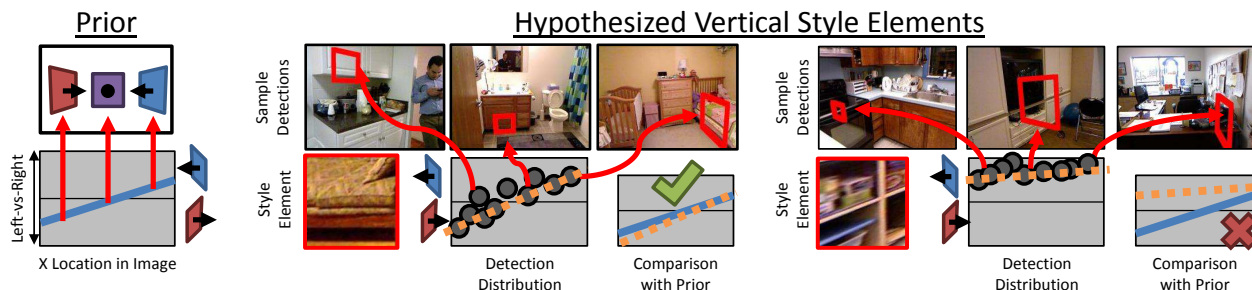 Prior
Hypothesized Vertical Style Elements
Left-vs-Right
X Location in Image
Sample
Detections
Style
Element
Detection
Distribution
Comparison
with Prior
Sample
Detections
Style
Element
Detection
Distribution
Comparison
with Prior